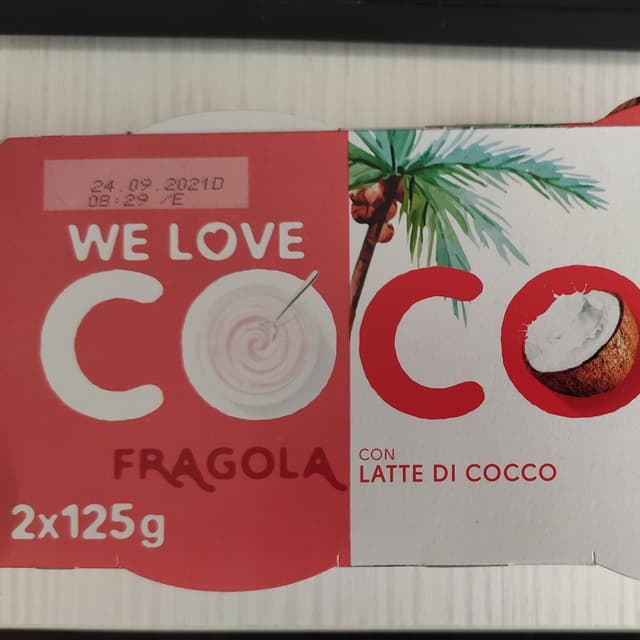 24.09.2021D
08:29 /E
WE LOVE
COCO
FRAGOLA
CON
LATTE DI COCCO
2x125g